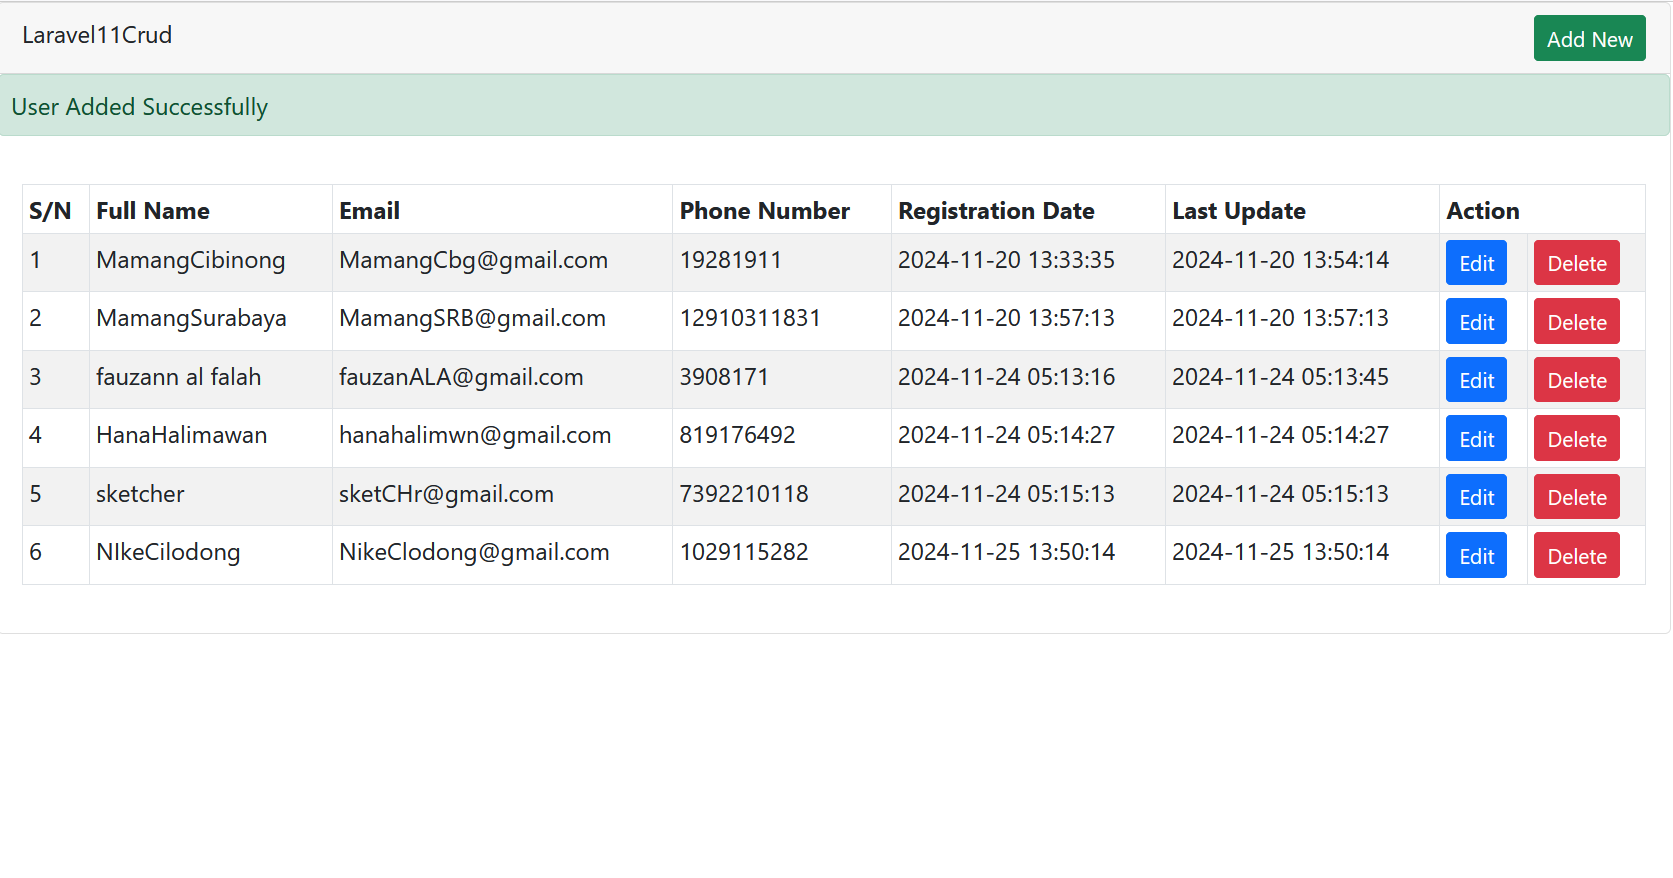 Laravel11Crud Add New
User Added Successfully
S/N Full Name Email Phone Number Registration Date Last Update Action
1 MamangCibinong MamangCbg@gmail.com 19281911 2024-11-20 13:33:35 2024-11-20 13:54:14 Edit Delete
2 MamangSurabaya MamangSRB@gmail.com 12910311831 2024-11-20 13:57:13 2024-11-20 13:57:13 Edit Delete
3 fauzann al falah fauzanALA@gmail.com 3908171 2024-11-24 05:13:16 2024-11-24 05:13:45 Edit Delete
4 HanaHalimawan hanahalimwn@gmail.com 819176492 2024-11-24 05:14:27 2024-11-24 05:14:27 Edit Delete
5 sketcher sketCHr@gmail.com 7392210118 2024-11-24 05:15:13 2024-11-24 05:15:13 Edit Delete
6 NIkeCilodong NikeClodong@gmail.com 1029115282 2024-11-25 13:50:14 2024-11-25 13:50:14 Edit Delete